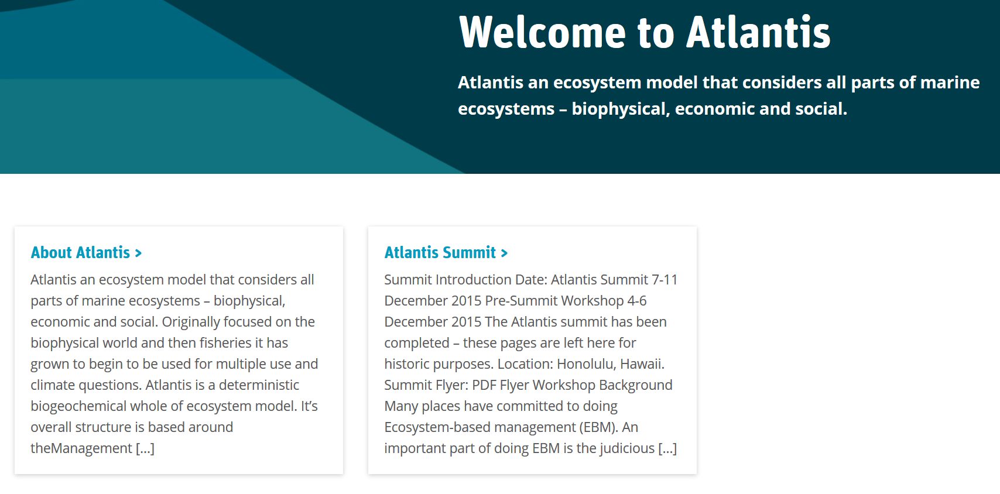 Welcome to Atlantis
Atlantis an ecosystem model that considers all parts of marine
ecosystems – biophysical, economic and social.
About Atlantis >
Atlantis an ecosystem model that considers all
parts of marine ecosystems – biophysical,
economic and social. Originally focused on the
biophysical world and then fisheries it has
grown to begin to be used for multiple use and
climate questions. Atlantis is a deterministic
biogeochemical whole of ecosystem model. It’s
overall structure is based around
theManagement [...]
Atlantis Summit >
Summit Introduction Date: Atlantis Summit 7-11
December 2015 Pre-Summit Workshop 4-6
December 2015 The Atlantis summit has been
completed – these pages are left here for
historic purposes. Location: Honolulu, Hawaii.
Summit Flyer: PDF Flyer Workshop Background
Many places have committed to doing
Ecosystem-based management (EBM). An
important part of doing EBM is the judicious [...]